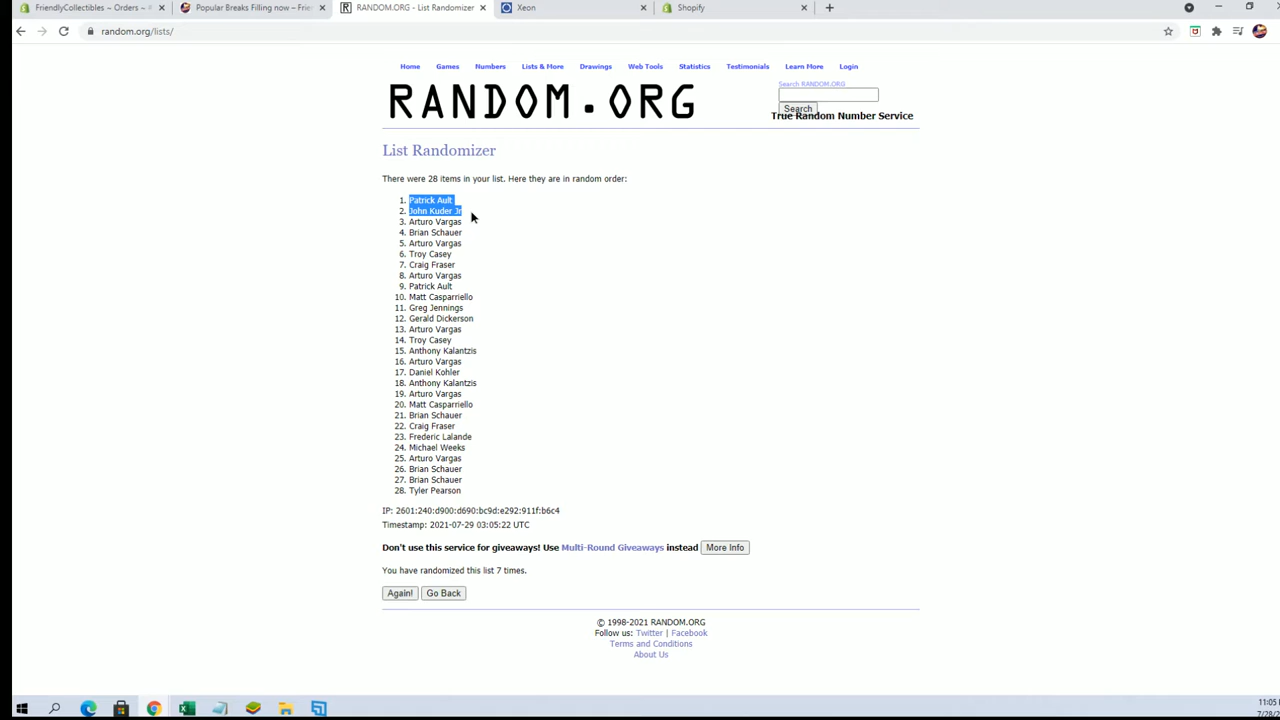 FriendlyCollectibles ~ Orders ~
Popular Breaks Filling now – Frie
RANDOM.ORG - List Randomizer
Xeon
Shopify
random.org/lists/
Home Games Numbers Lists & More Drawings Web Tools Statistics Testimonials Learn More Login
RANDOM.ORG
Search RANDOM.ORG
Search
True Random Number Service
List Randomizer
There were 28 items in your list. Here they are in random order:
1. Patrick Ault
2. John Kuder Jr
3. Arturo Vargas
4. Brian Schauer
5. Arturo Vargas
6. Troy Casey
7. Craig Fraser
8. Arturo Vargas
9. Patrick Ault
10. Matt Casparriello
11. Greg Jennings
12. Gerald Dickerson
13. Arturo Vargas
14. Troy Casey
15. Anthony Kalantzis
16. Arturo Vargas
17. Daniel Kohler
18. Anthony Kalantzis
19. Arturo Vargas
20. Matt Casparriello
21. Brian Schauer
22. Craig Fraser
23. Frederic Lalande
24. Michael Weeks
25. Arturo Vargas
26. Brian Schauer
27. Brian Schauer
28. Tyler Pearson
IP: 2601:240:d900:d690:bc9d:e292:911f:b6c4
Timestamp: 2021-07-29 03:05:22 UTC
Don't use this service for giveaways! Use Multi-Round Giveaways instead More Info
You have randomized this list 7 times.
Again! Go Back
© 1998-2021 RANDOM.ORG
Follow us: Twitter | Facebook
Terms and Conditions
About Us
11:05
7/28/2